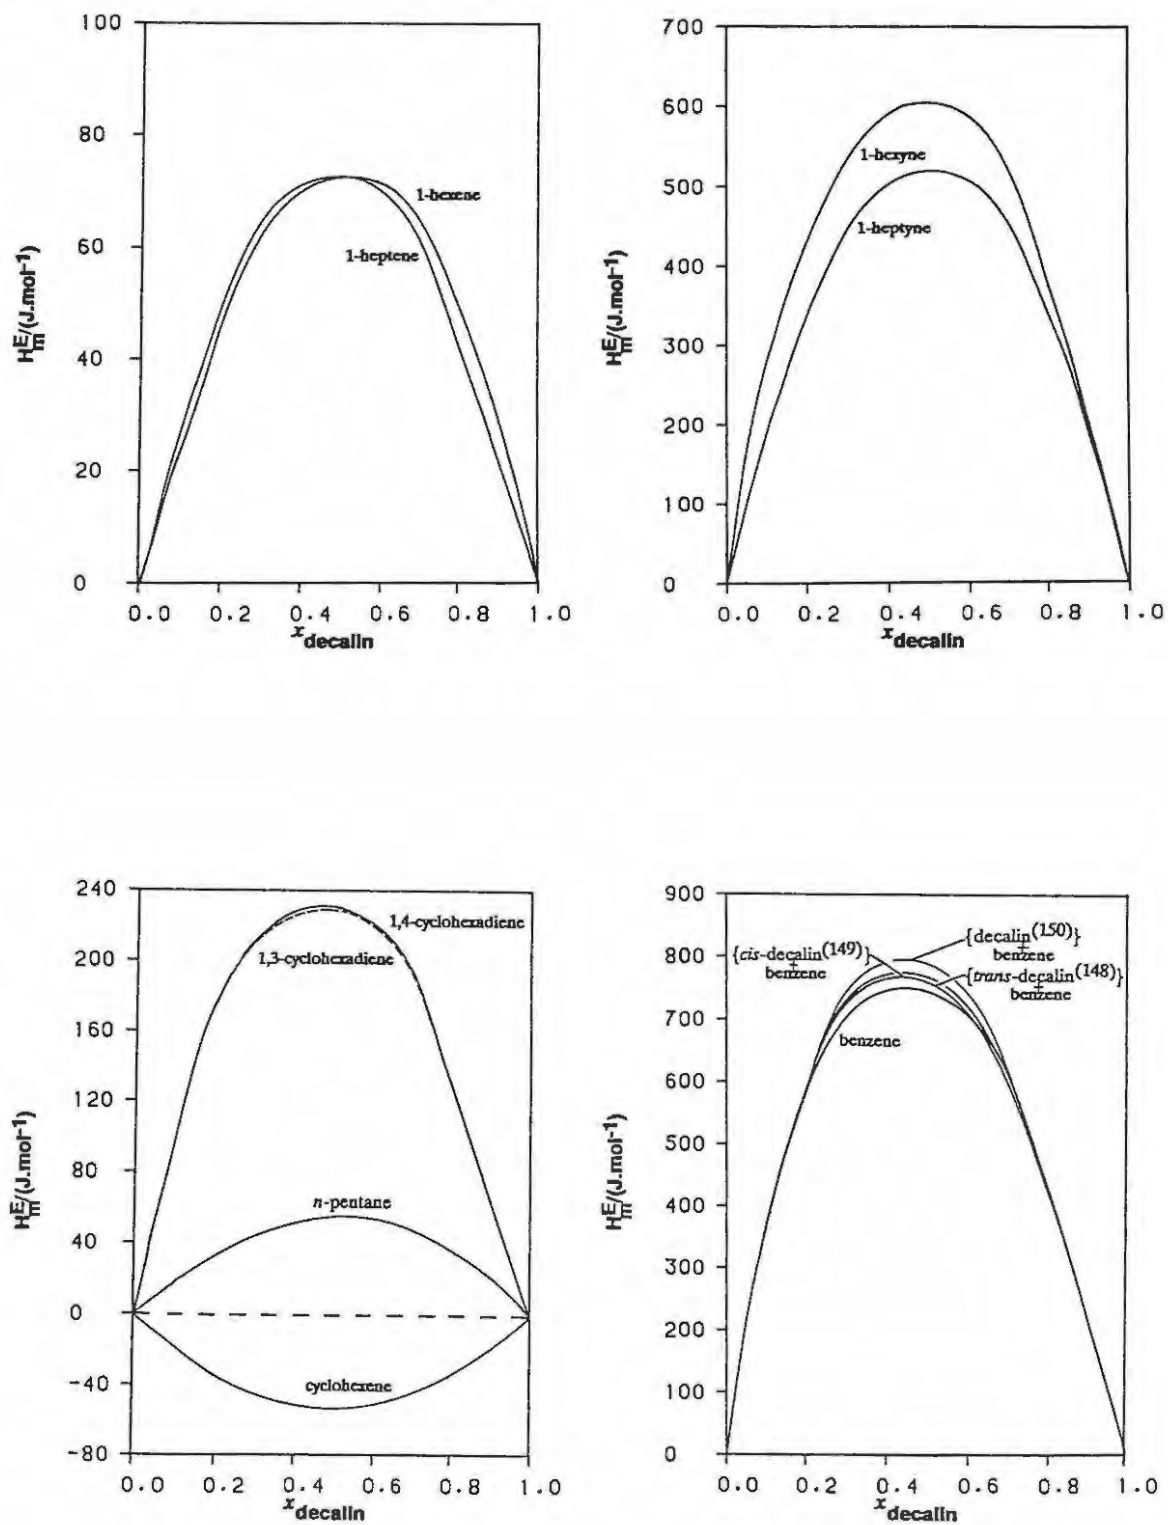 100
80
60
40
20
0
H^E_m/(J.mol⁻¹)
1-hexene
1-heptene
0.0 0.2 0.4 0.6 0.8 1.0
x_decalin
700
600
500
400
300
200
100
0
H^E_m/(J.mol⁻¹)
1-hexyne
1-heptyne
0.0 0.2 0.4 0.6 0.8 1.0
x_decalin
240
200
160
120
80
40
0
-40
-80
H^E_m/(J.mol⁻¹)
1,4-cyclohexadiene
1,3-cyclohexadiene
n-pentane
cyclohexene
0.0 0.2 0.4 0.6 0.8 1.0
x_decalin
900
800
700
600
500
400
300
200
100
0
H^E_m/(J.mol⁻¹)
{decalin(150)}
+
benzene
{cis-decalin(149)}
+
benzene
{trans-decalin(148)}
+
benzene
benzene
0.0 0.2 0.4 0.6 0.8 1.0
x_decalin